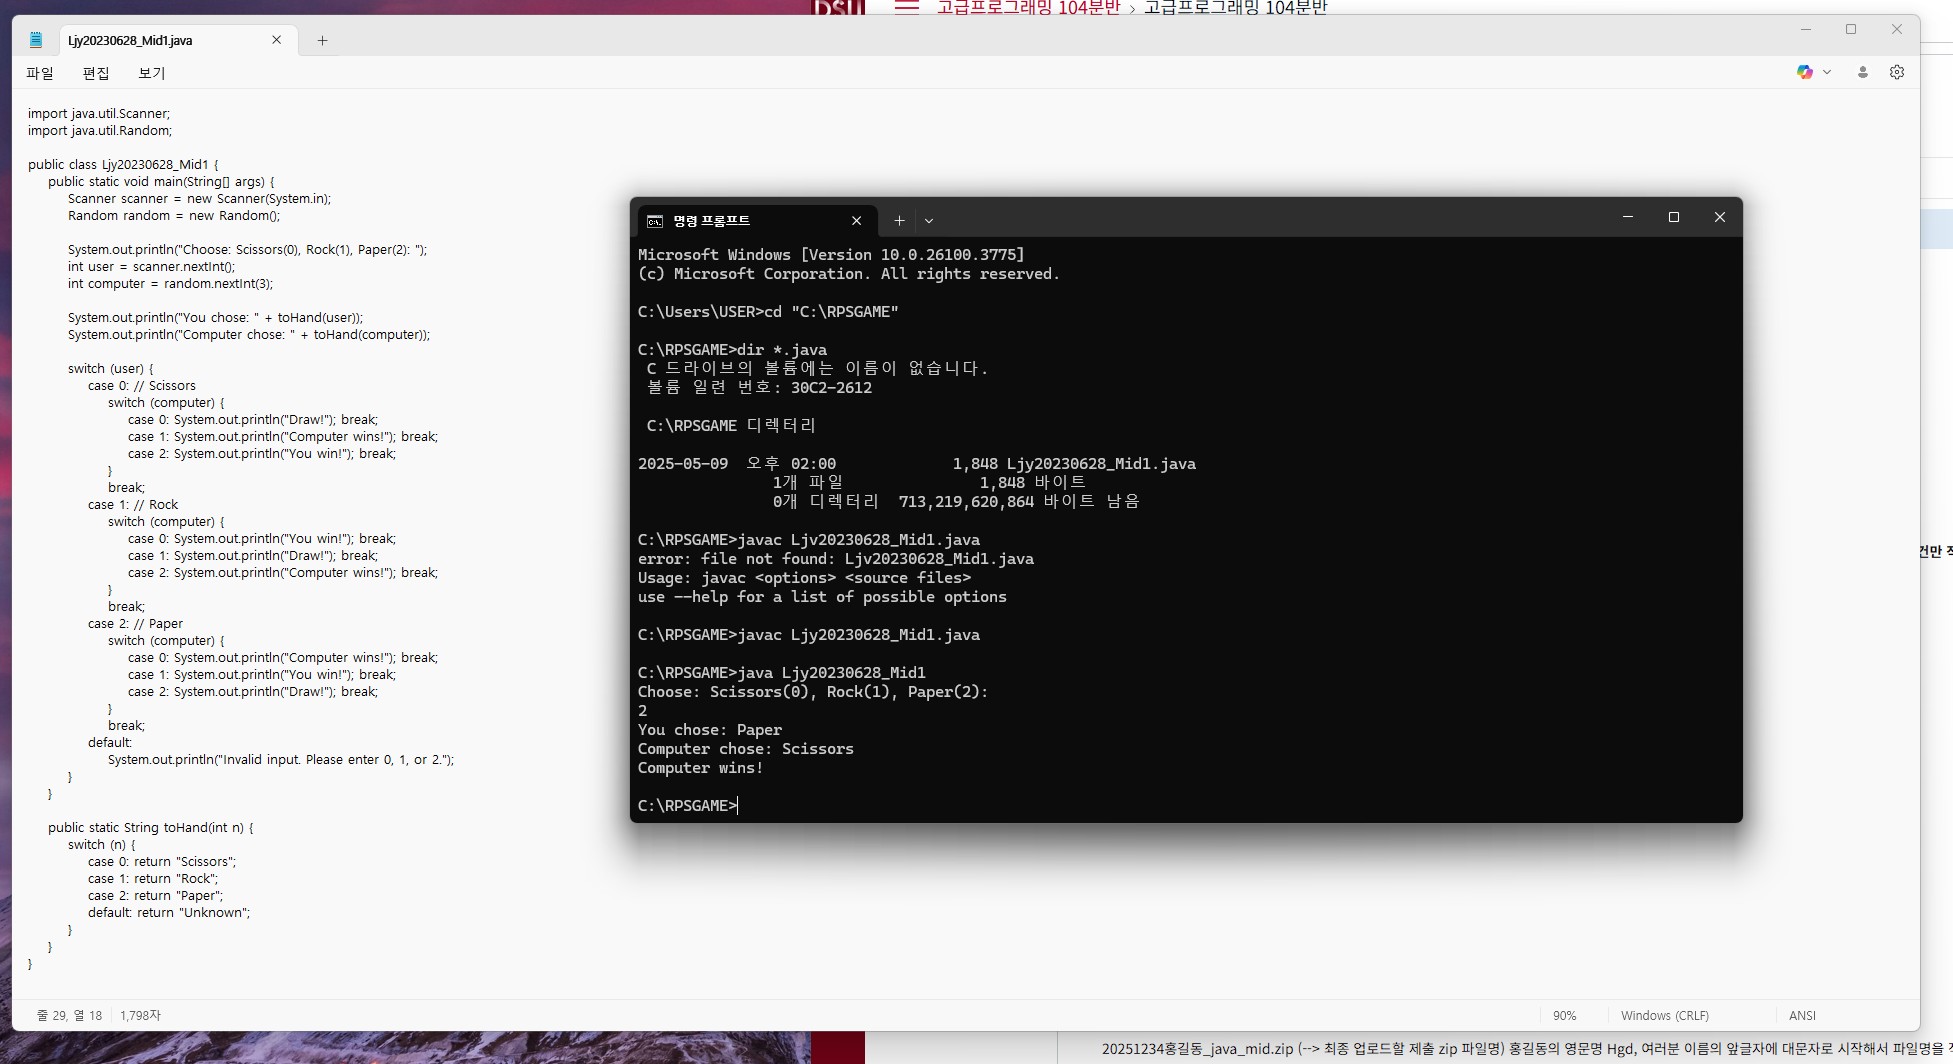 DSU
고급프로그래밍 104분반 > 고급프로그래밍 104분반
Ljy20230628_Mid1.java
파일 편집 보기
import java.util.Scanner;
import java.util.Random;
public class Ljy20230628_Mid1 {
public static void main(String[] args) {
Scanner scanner = new Scanner(System.in);
Random random = new Random();
System.out.println("Choose: Scissors(0), Rock(1), Paper(2): ");
int user = scanner.nextInt();
int computer = random.nextInt(3);
System.out.println("You chose: " + toHand(user));
System.out.println("Computer chose: " + toHand(computer));
switch (user) {
case 0: // Scissors
switch (computer) {
case 0: System.out.println("Draw!"); break;
case 1: System.out.println("Computer wins!"); break;
case 2: System.out.println("You win!"); break;
}
break;
case 1: // Rock
switch (computer) {
case 0: System.out.println("You win!"); break;
case 1: System.out.println("Draw!"); break;
case 2: System.out.println("Computer wins!"); break;
}
break;
case 2: // Paper
switch (computer) {
case 0: System.out.println("Computer wins!"); break;
case 1: System.out.println("You win!"); break;
case 2: System.out.println("Draw!"); break;
}
break;
default:
System.out.println("Invalid input. Please enter 0, 1, or 2.");
}
}
public static String toHand(int n) {
switch (n) {
case 0: return "Scissors";
case 1: return "Rock";
case 2: return "Paper";
default: return "Unknown";
}
}
}
명령 프롬프트
Microsoft Windows [Version 10.0.26100.3775]
(c) Microsoft Corporation. All rights reserved.
C:\Users\USER>cd "C:\RPSGAME"
C:\RPSGAME>dir *.java
C 드라이브의 볼륨에는 이름이 없습니다.
볼륨 일련 번호: 30C2-2612
C:\RPSGAME 디렉터리
2025-05-09 오후 02:00 1,848 Ljy20230628_Mid1.java
1개 파일 1,848 바이트
0개 디렉터리 713,219,620,864 바이트 남음
C:\RPSGAME>javac Ljv20230628_Mid1.java
error: file not found: Ljv20230628_Mid1.java
Usage: javac <options> <source files>
use --help for a list of possible options
C:\RPSGAME>javac Ljy20230628_Mid1.java
C:\RPSGAME>java Ljy20230628_Mid1
Choose: Scissors(0), Rock(1), Paper(2):
2
You chose: Paper
Computer chose: Scissors
Computer wins!
C:\RPSGAME>
건만
줄 29, 열 18 1,798자 90% Windows (CRLF) ANSI
20251234홍길동_java_mid.zip (--> 최종 업로드할 제출 zip 파일명) 홍길동의 영문명 Hgd, 여러분 이름의 앞글자에 대문자로 시작해서 파일명을